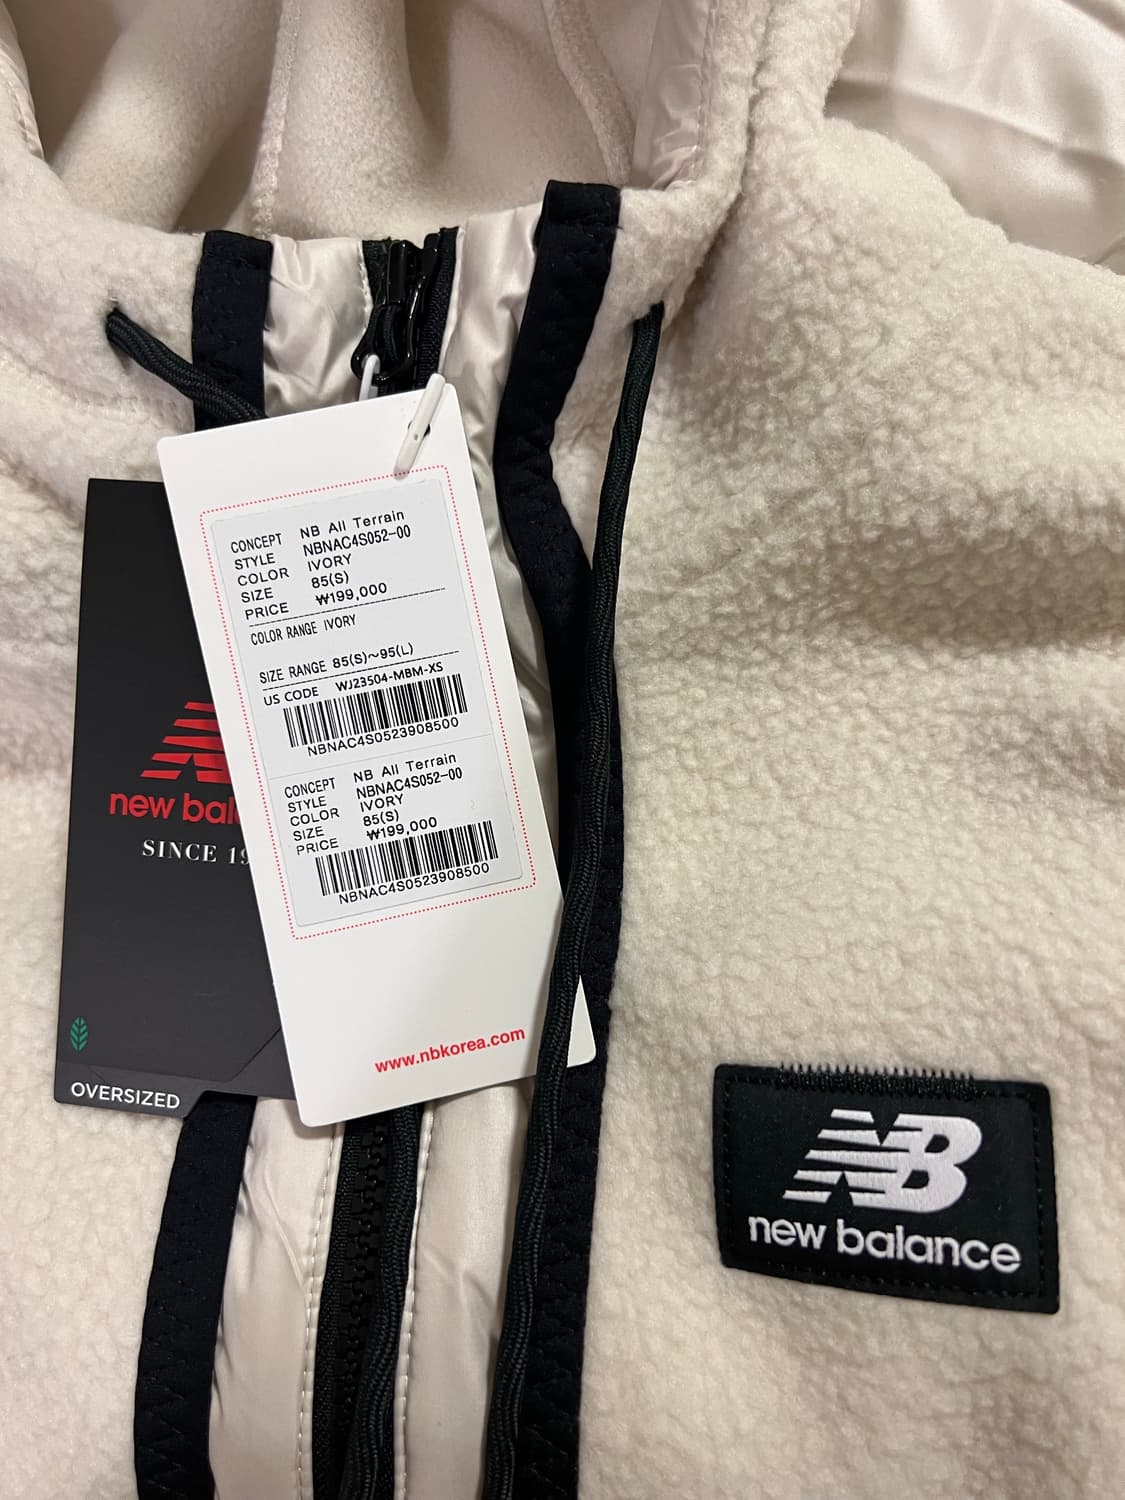 CONCEPT NB All Terrain
STYLE NBNAC4S052-00
COLOR IVORY
SIZE 85(S)
PRICE ₩199,000
COLOR RANGE IVORY
SIZE RANGE 85(S)~95(L)
US CODE WJ23504-MBM-XS
NBNAC4S0523908500
CONCEPT NB All Terrain
STYLE NBNAC4S052-00
COLOR IVORY
SIZE 85(S)
PRICE ₩199,000
NBNAC4S0523908500
www.nbkorea.com
new bal
SINCE 19
OVERSIZED
NB
new balance